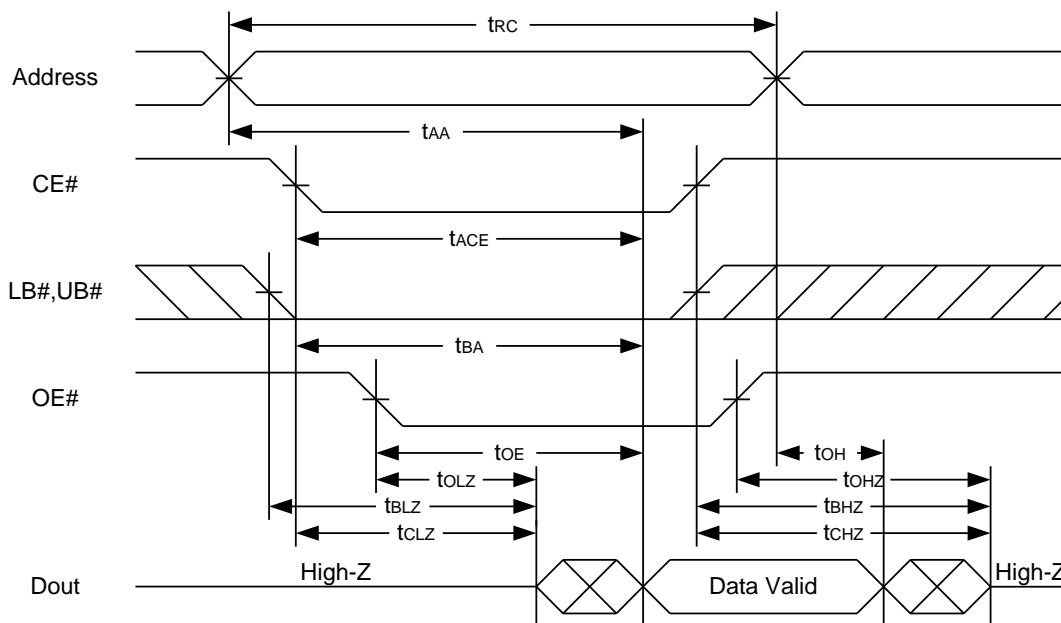 tRC
Address
tAA
CE#
tACE
LB#,UB#
tBA
OE#
tOE
tOH
tOLZ
tOHZ
tBLZ
tBHZ
tCLZ
tCHZ
Dout
High-Z
Data Valid
High-Z